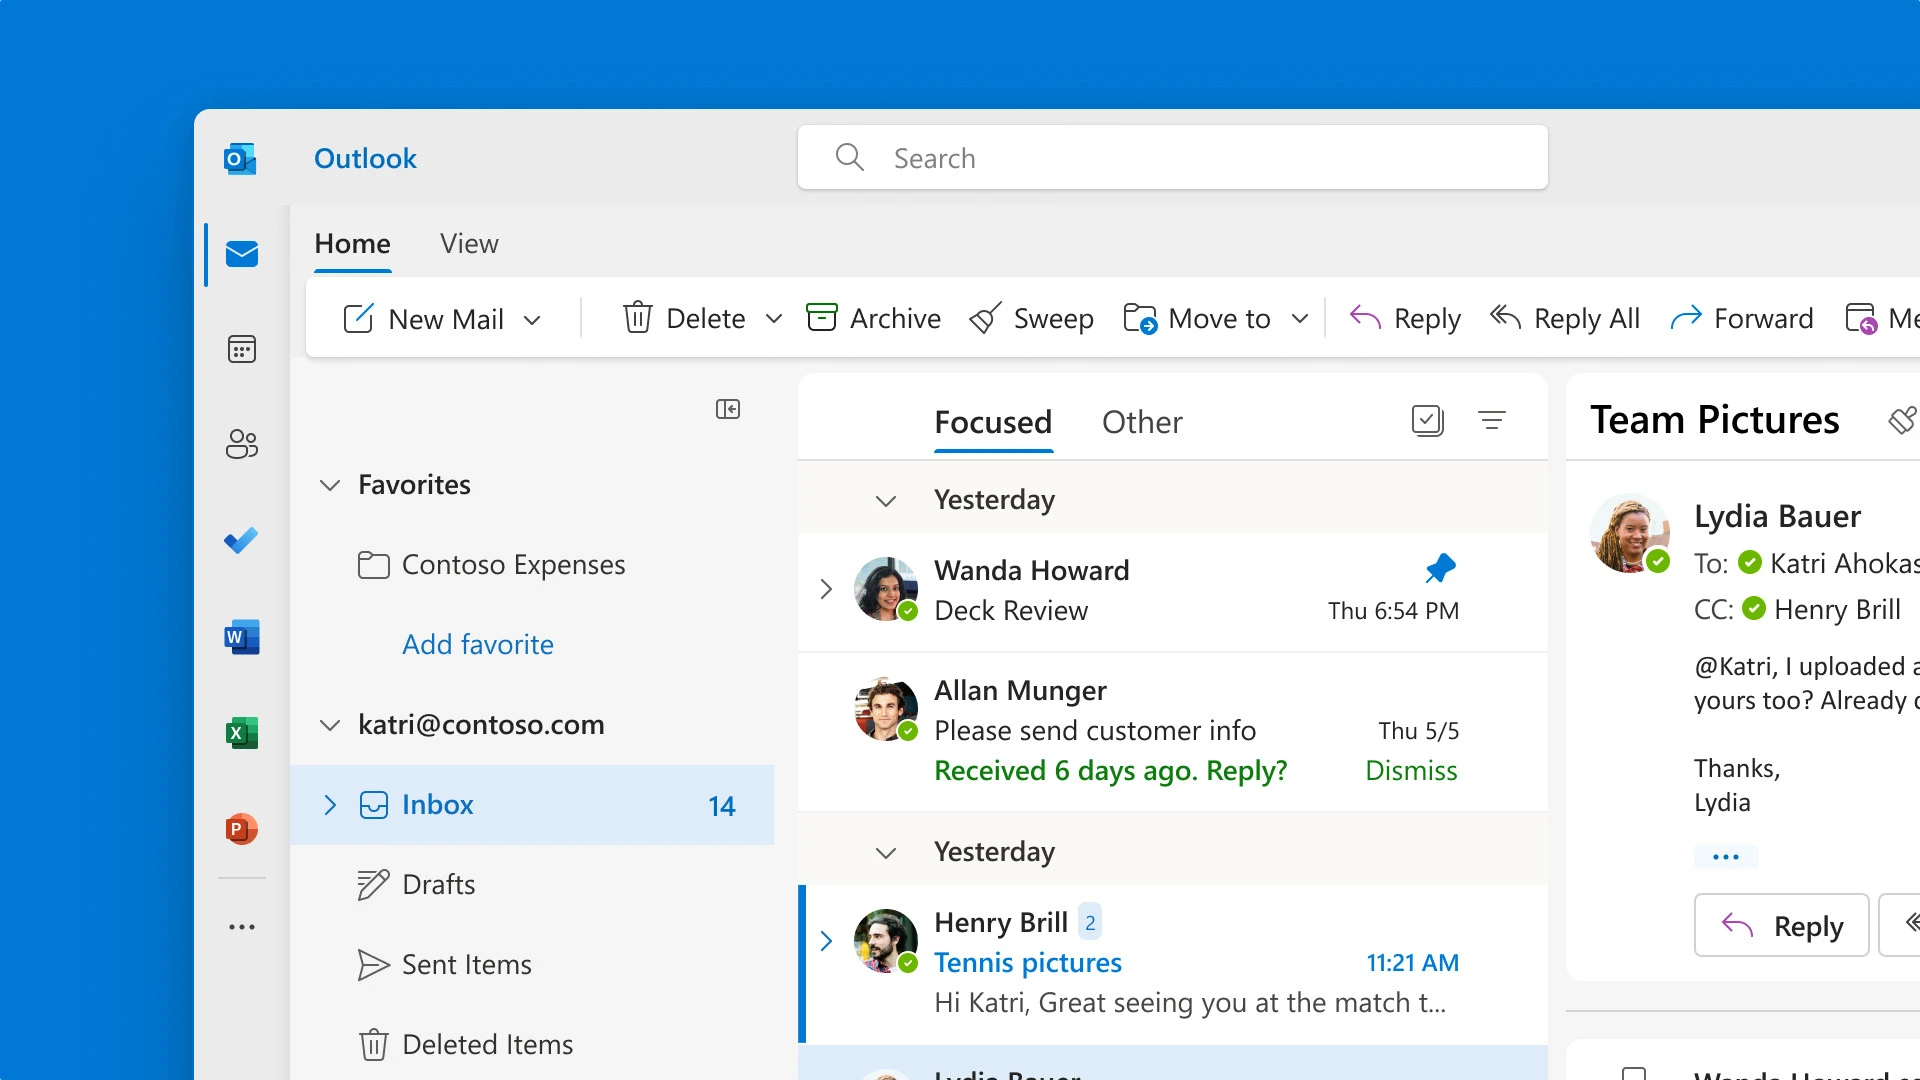 Outlook
Search
Home View
New Mail Delete Archive Sweep Move to Reply Reply All Forward
Favorites
Contoso Expenses
Add favorite
katri@contoso.com
Inbox 14
Drafts
Sent Items
Deleted Items
Focused Other
Yesterday
Wanda Howard
Deck Review Thu 6:54 PM
Allan Munger
Please send customer info Thu 5/5
Received 6 days ago. Reply? Dismiss
Yesterday
Henry Brill 2
Tennis pictures 11:21 AM
Hi Katri, Great seeing you at the match t...
Lydia Bauer
Team Pictures
Lydia Bauer
To: Katri Ahokas
CC: Henry Brill
@Katri, I uploaded
yours too? Already
Thanks,
Lydia
Reply
Wanda Howard